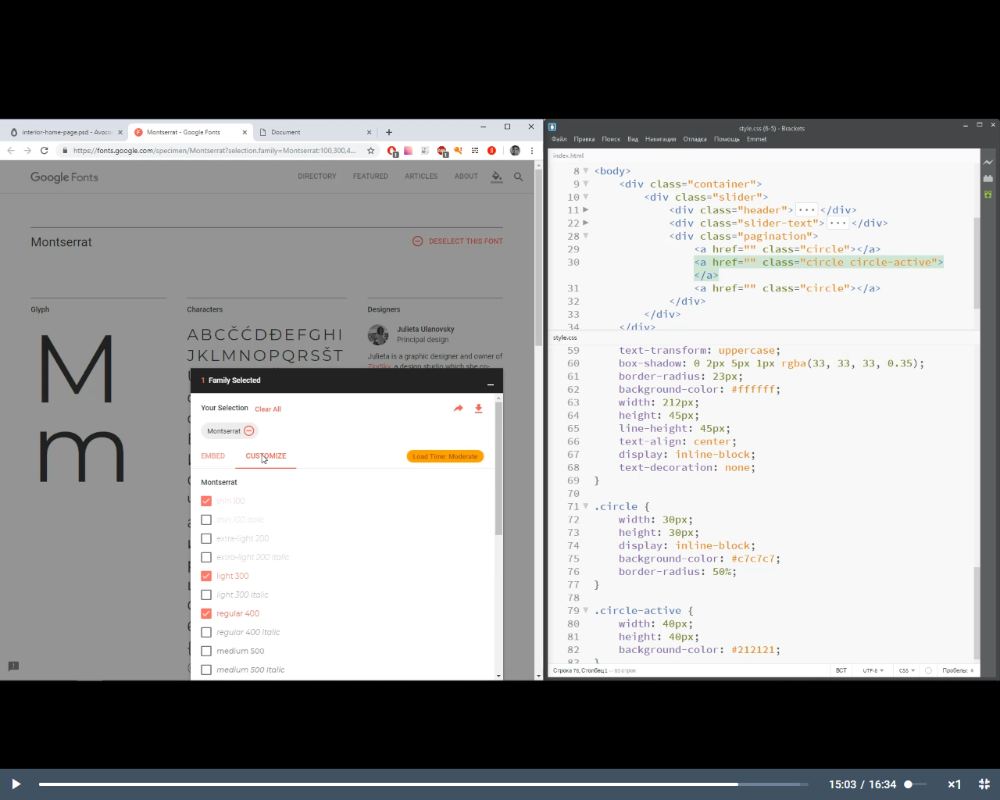 interior-home-page.psd - Avoco
Montserrat - Google Fonts
Document
https://fonts.google.com/specimen/Montserrat?selection.family=Montserrat:100,300,4...
Google Fonts
DIRECTORY
FEATURED
ARTICLES
ABOUT
Montserrat
DESELECT THIS FONT
Glyph
Characters
Designers
M
m
ABCČĆDĐEFGHI
JKLMNOPQRSŠT
Julieta Ulanovsky
Principal design
Julieta is a graphic designer and owner of
ZkySky, a design studio which she co-
1 Family Selected
Your Selection
Clear All
Montserrat
EMBED
CUSTOMIZE
Load Time: Moderate
Montserrat
thin 100
thin 100 Italic
extra-light 200
extra-light 200 Italic
light 300
light 300 Italic
regular 400
regular 400 Italic
medium 500
medium 500 Italic
style.css (6-5) - Brackets
Файл Правка Поиск Вид Навигация Отладка Помощь Emmet
index.html
8 <body>
9 <div class="container">
10 <div class="slider">
11 <div class="header"> ... </div>
22 <div class="slider-text"> ... </div>
28 <div class="pagination">
29 <a href="" class="circle"></a>
30 <a href="" class="circle circle-active">
</a>
31 <a href="" class="circle"></a>
32 </div>
33 </div>
34 </div>
style.css
59 text-transform: uppercase;
60 box-shadow: 0 2px 5px 1px rgba(33, 33, 33, 0.35);
61 border-radius: 23px;
62 background-color: #ffffff;
63 width: 212px;
64 height: 45px;
65 line-height: 45px;
66 text-align: center;
67 display: inline-block;
68 text-decoration: none;
69 }
70
71 .circle {
72 width: 30px;
73 height: 30px;
74 display: inline-block;
75 background-color: #c7c7c7;
76 border-radius: 50%;
77 }
78
79 .circle-active {
80 width: 40px;
81 height: 40px;
82 background-color: #212121;
83 }
Строка 78, Столбец 1 — 83 строк
ВСТ
UTF-8
CSS
Пробелы: 4
15:03 / 16:34
×1